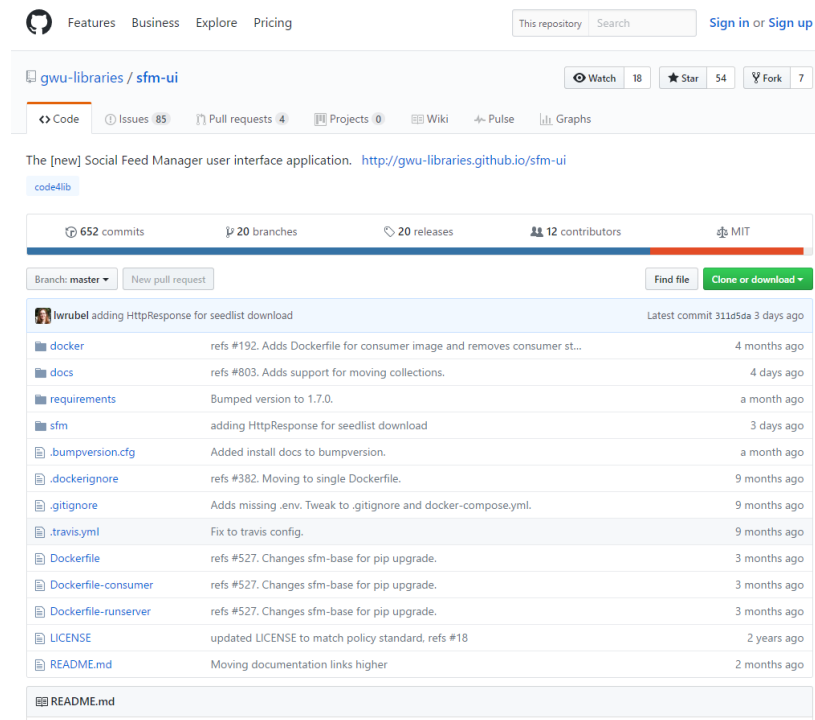 Features Business Explore Pricing This repository Search Sign in or Sign up
gwu-libraries / sfm-ui Watch 18 Star 54 Fork 7
Code Issues 85 Pull requests 4 Projects 0 Wiki Pulse Graphs
The [new] Social Feed Manager user interface application. http://gwu-libraries.github.io/sfm-ui
code4lib
652 commits 20 branches 20 releases 12 contributors MIT
Branch: master New pull request Find file Clone or download
lwrubel adding HttpResponse for seedlist download Latest commit 311d5da 3 days ago
docker refs #192. Adds Dockerfile for consumer image and removes consumer st... 4 months ago
docs refs #803. Adds support for moving collections. 4 days ago
requirements Bumped version to 1.7.0. a month ago
sfm adding HttpResponse for seedlist download 3 days ago
.bumpversion.cfg Added install docs to bumpversion. a month ago
.dockerignore refs #382. Moving to single Dockerfile. 9 months ago
.gitignore Adds missing .env. Tweak to .gitignore and docker-compose.yml. 9 months ago
.travis.yml Fix to travis config. 9 months ago
Dockerfile refs #527. Changes sfm-base for pip upgrade. 3 months ago
Dockerfile-consumer refs #527. Changes sfm-base for pip upgrade. 3 months ago
Dockerfile-runserver refs #527. Changes sfm-base for pip upgrade. 3 months ago
LICENSE updated LICENSE to match policy standard, refs #18 2 years ago
README.md Moving documentation links higher 2 months ago
README.md